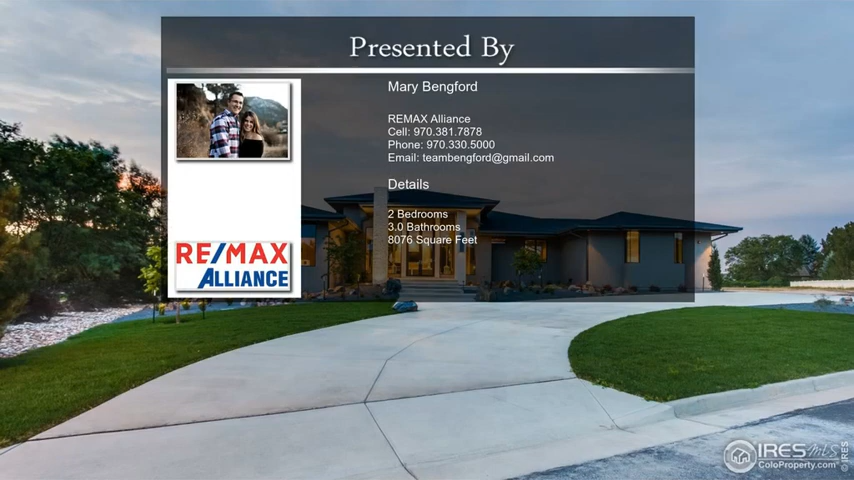 Presented By
Mary Bengford
REMAX Alliance
Cell: 970.381.7878
Phone: 970.330.5000
Email: teambengford@gmail.com
Details
2 Bedrooms
3.0 Bathrooms
8076 Square Feet
RE/MAX
ALLIANCE
IRESMLS
ColoProperty.com
© IRES